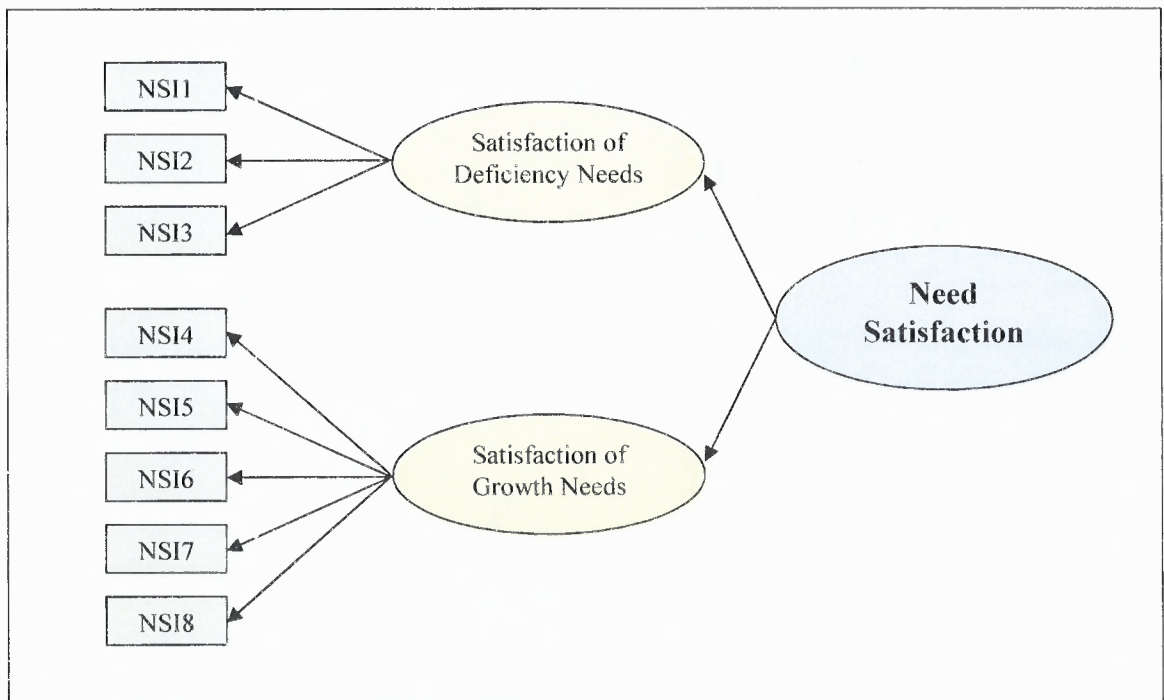 NSI1
NSI2
NSI3
NSI4
NSI5
NSI6
NSI7
NSI8
Satisfaction of
Deficiency Needs
Satisfaction of
Growth Needs
Need
Satisfaction